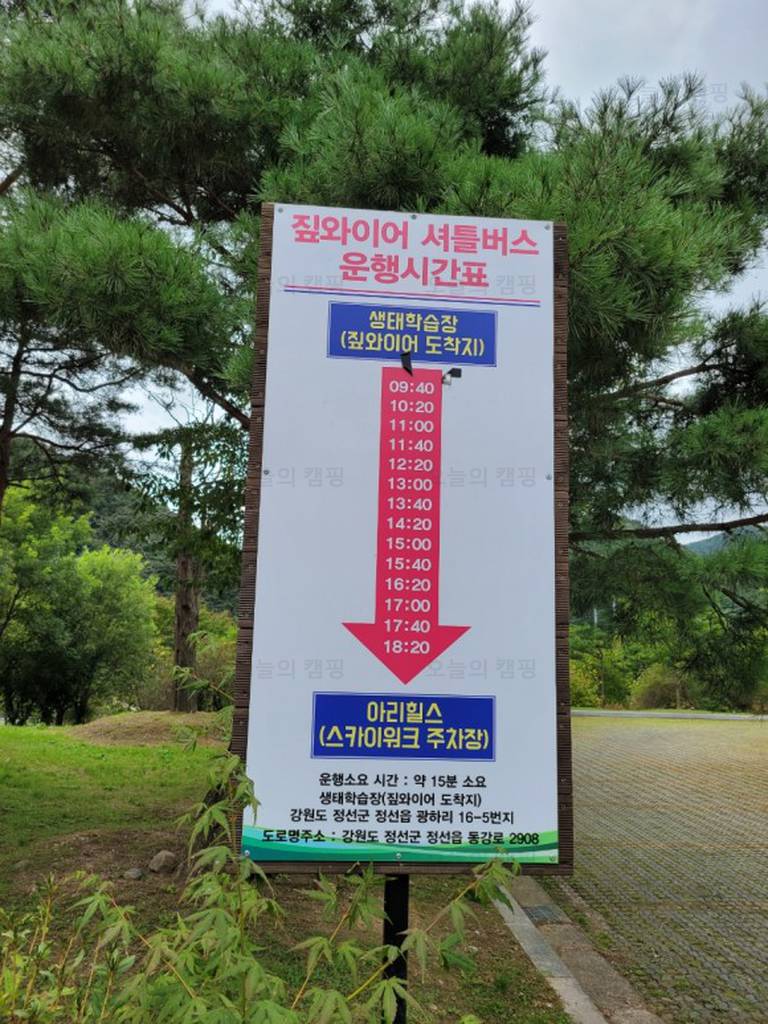 짚와이어 셔틀버스
운행시간표
생태학습장
(짚와이어 도착지)
09:40
10:20
11:00
11:40
12:20
13:00
13:40
14:20
15:00
15:40
16:20
17:00
17:40
18:20
아리힐스
(스카이워크 주차장)
운행소요 시간 : 약 15분 소요
생태학습장(짚와이어 도착지)
강원도 정선군 정선읍 광하리 16-5번지
도로명주소 : 강원도 정선군 정선읍 동강로 2908
오늘의 캠핑